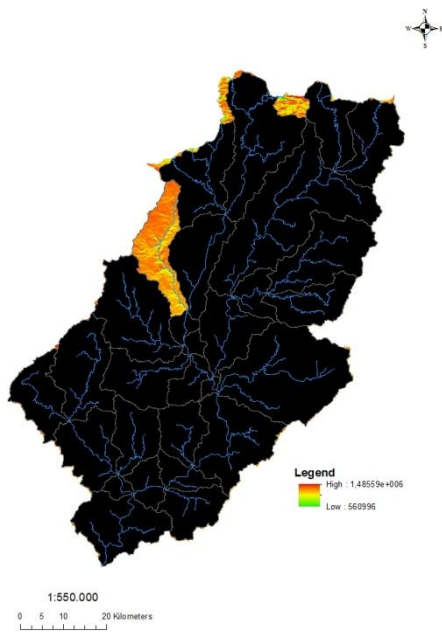 N
W E
S
Legend
High : 1,48559e+006
Low : 560996
1:550.000
0 5 10 20 Kilometers